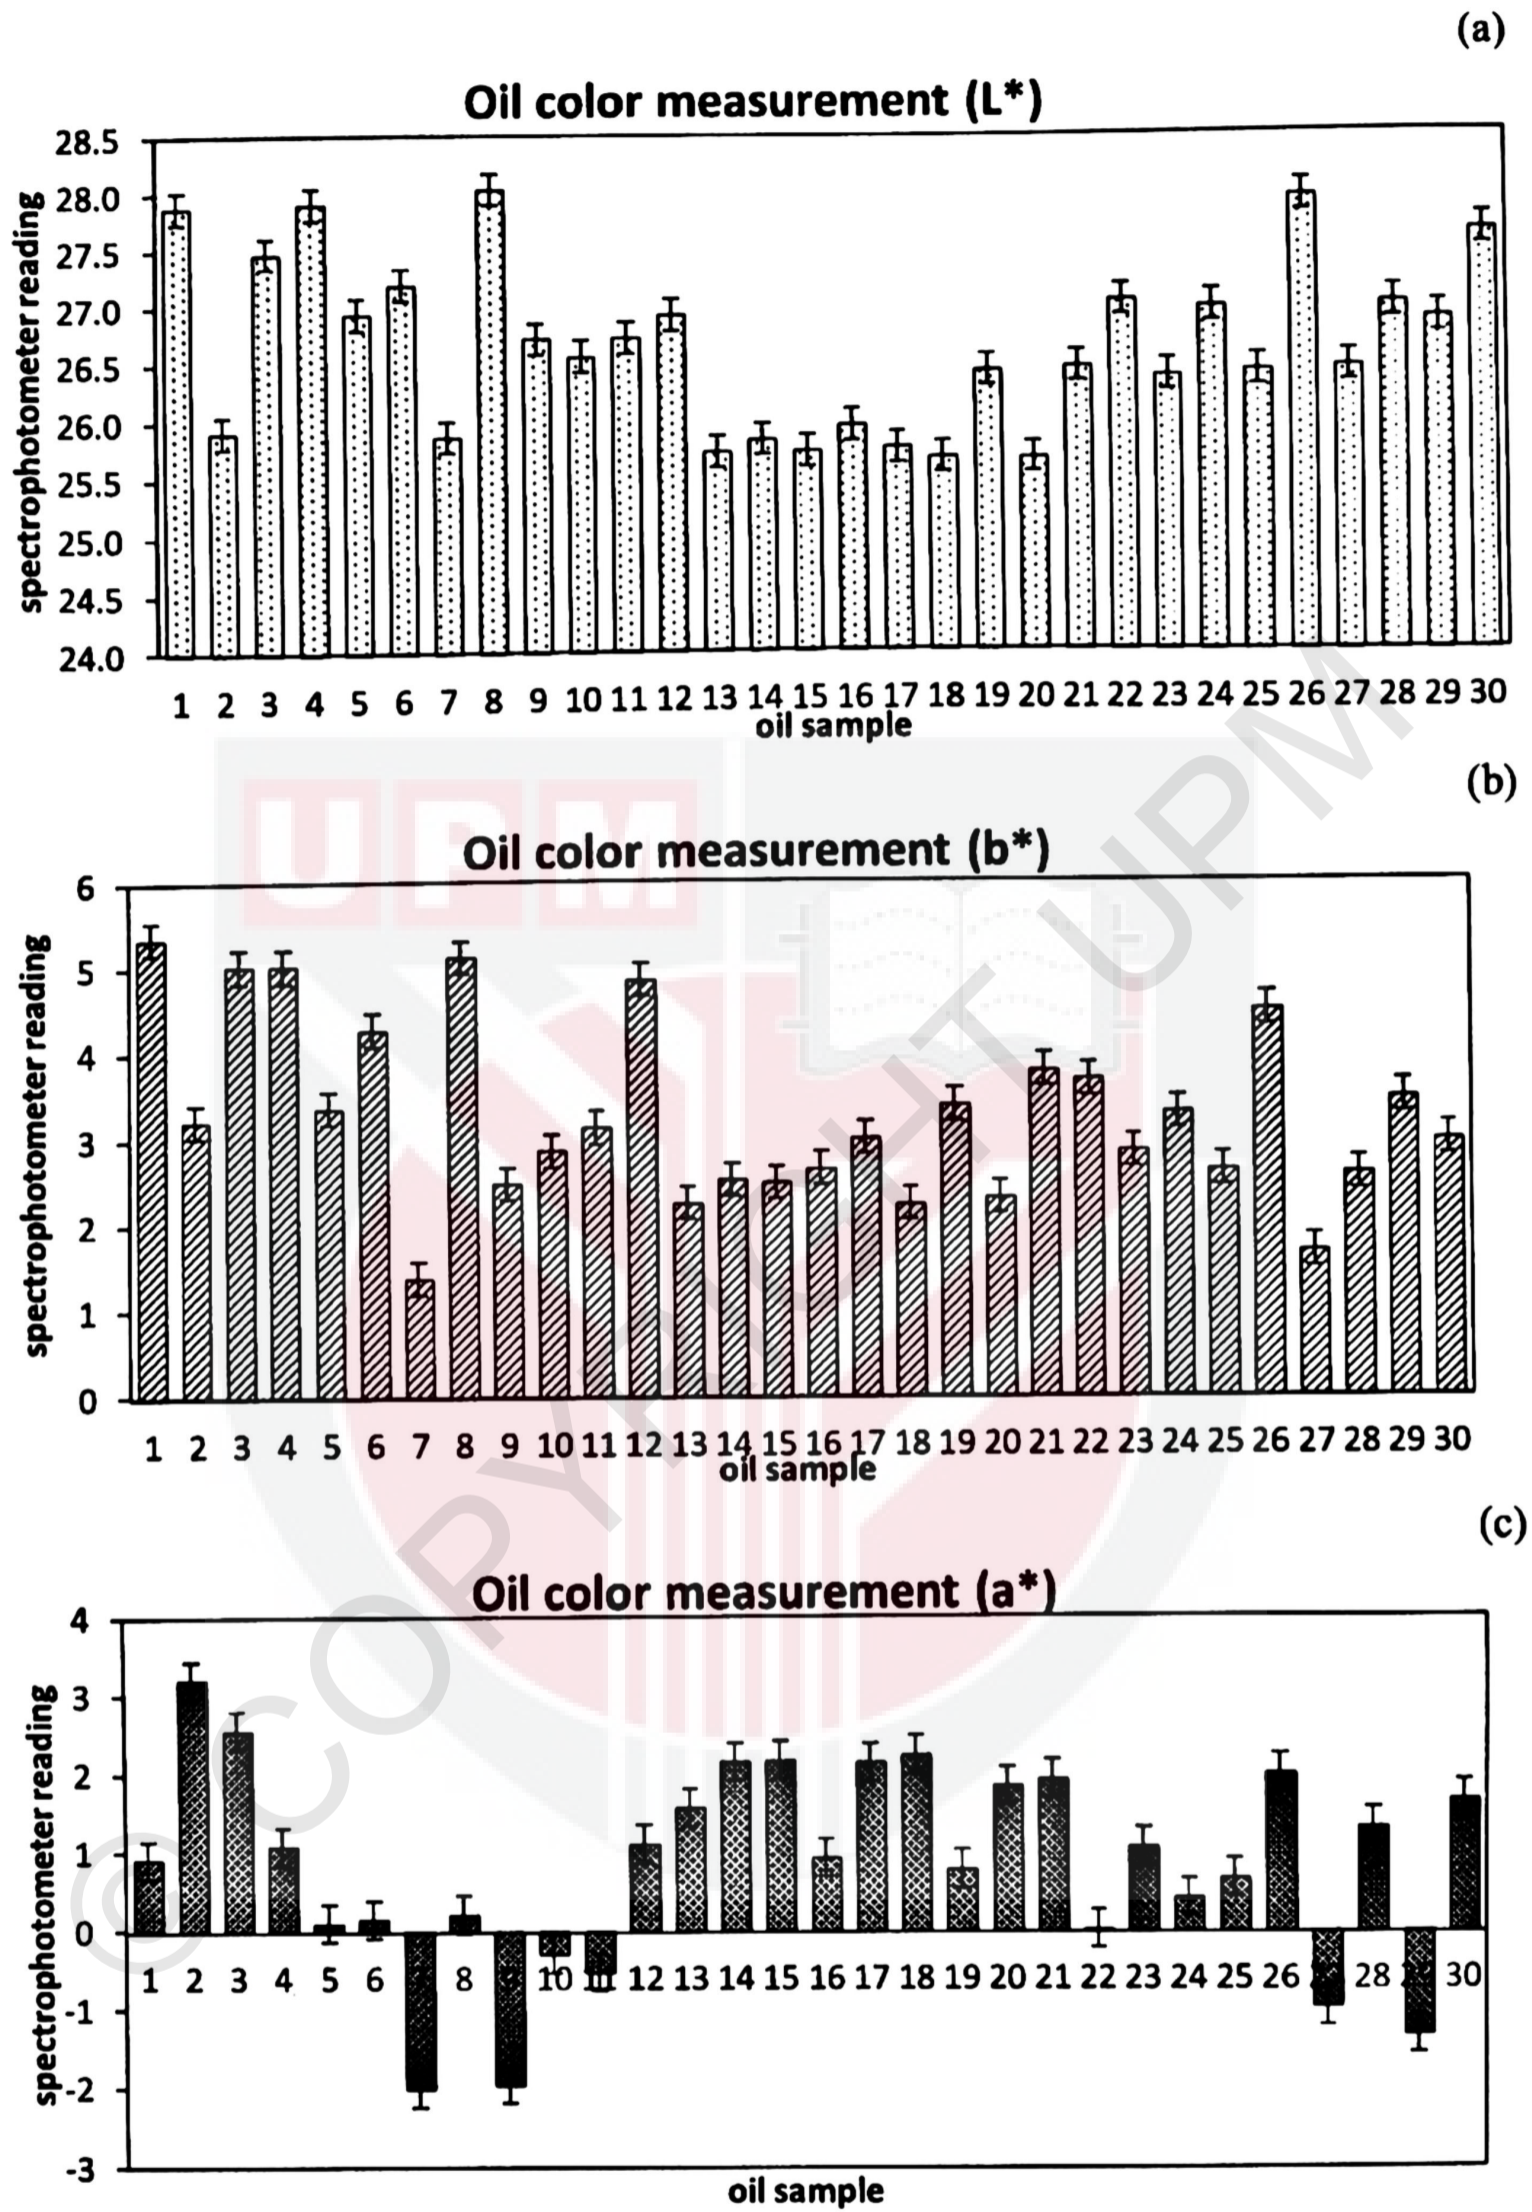 (a)
Oil color measurement (L*)
spectrophotometer reading
28.5
28.0
27.5
27.0
26.5
26.0
25.5
25.0
24.5
24.0
1 2 3 4 5 6 7 8 9 10 11 12 13 14 15 16 17 18 19 20 21 22 23 24 25 26 27 28 29 30
oil sample
(b)
UPM
Oil color measurement (b*)
spectrophotometer reading
6
5
4
3
2
1
0
1 2 3 4 5 6 7 8 9 10 11 12 13 14 15 16 17 18 19 20 21 22 23 24 25 26 27 28 29 30
oil sample
(c)
Oil color measurement (a*)
spectrophotometer reading
4
3
2
1
0
-1
-2
-3
1 2 3 4 5 6 8 10 11 12 13 14 15 16 17 18 19 20 21 22 23 24 25 26 28 30
oil sample
© COPYRIGHT UPM